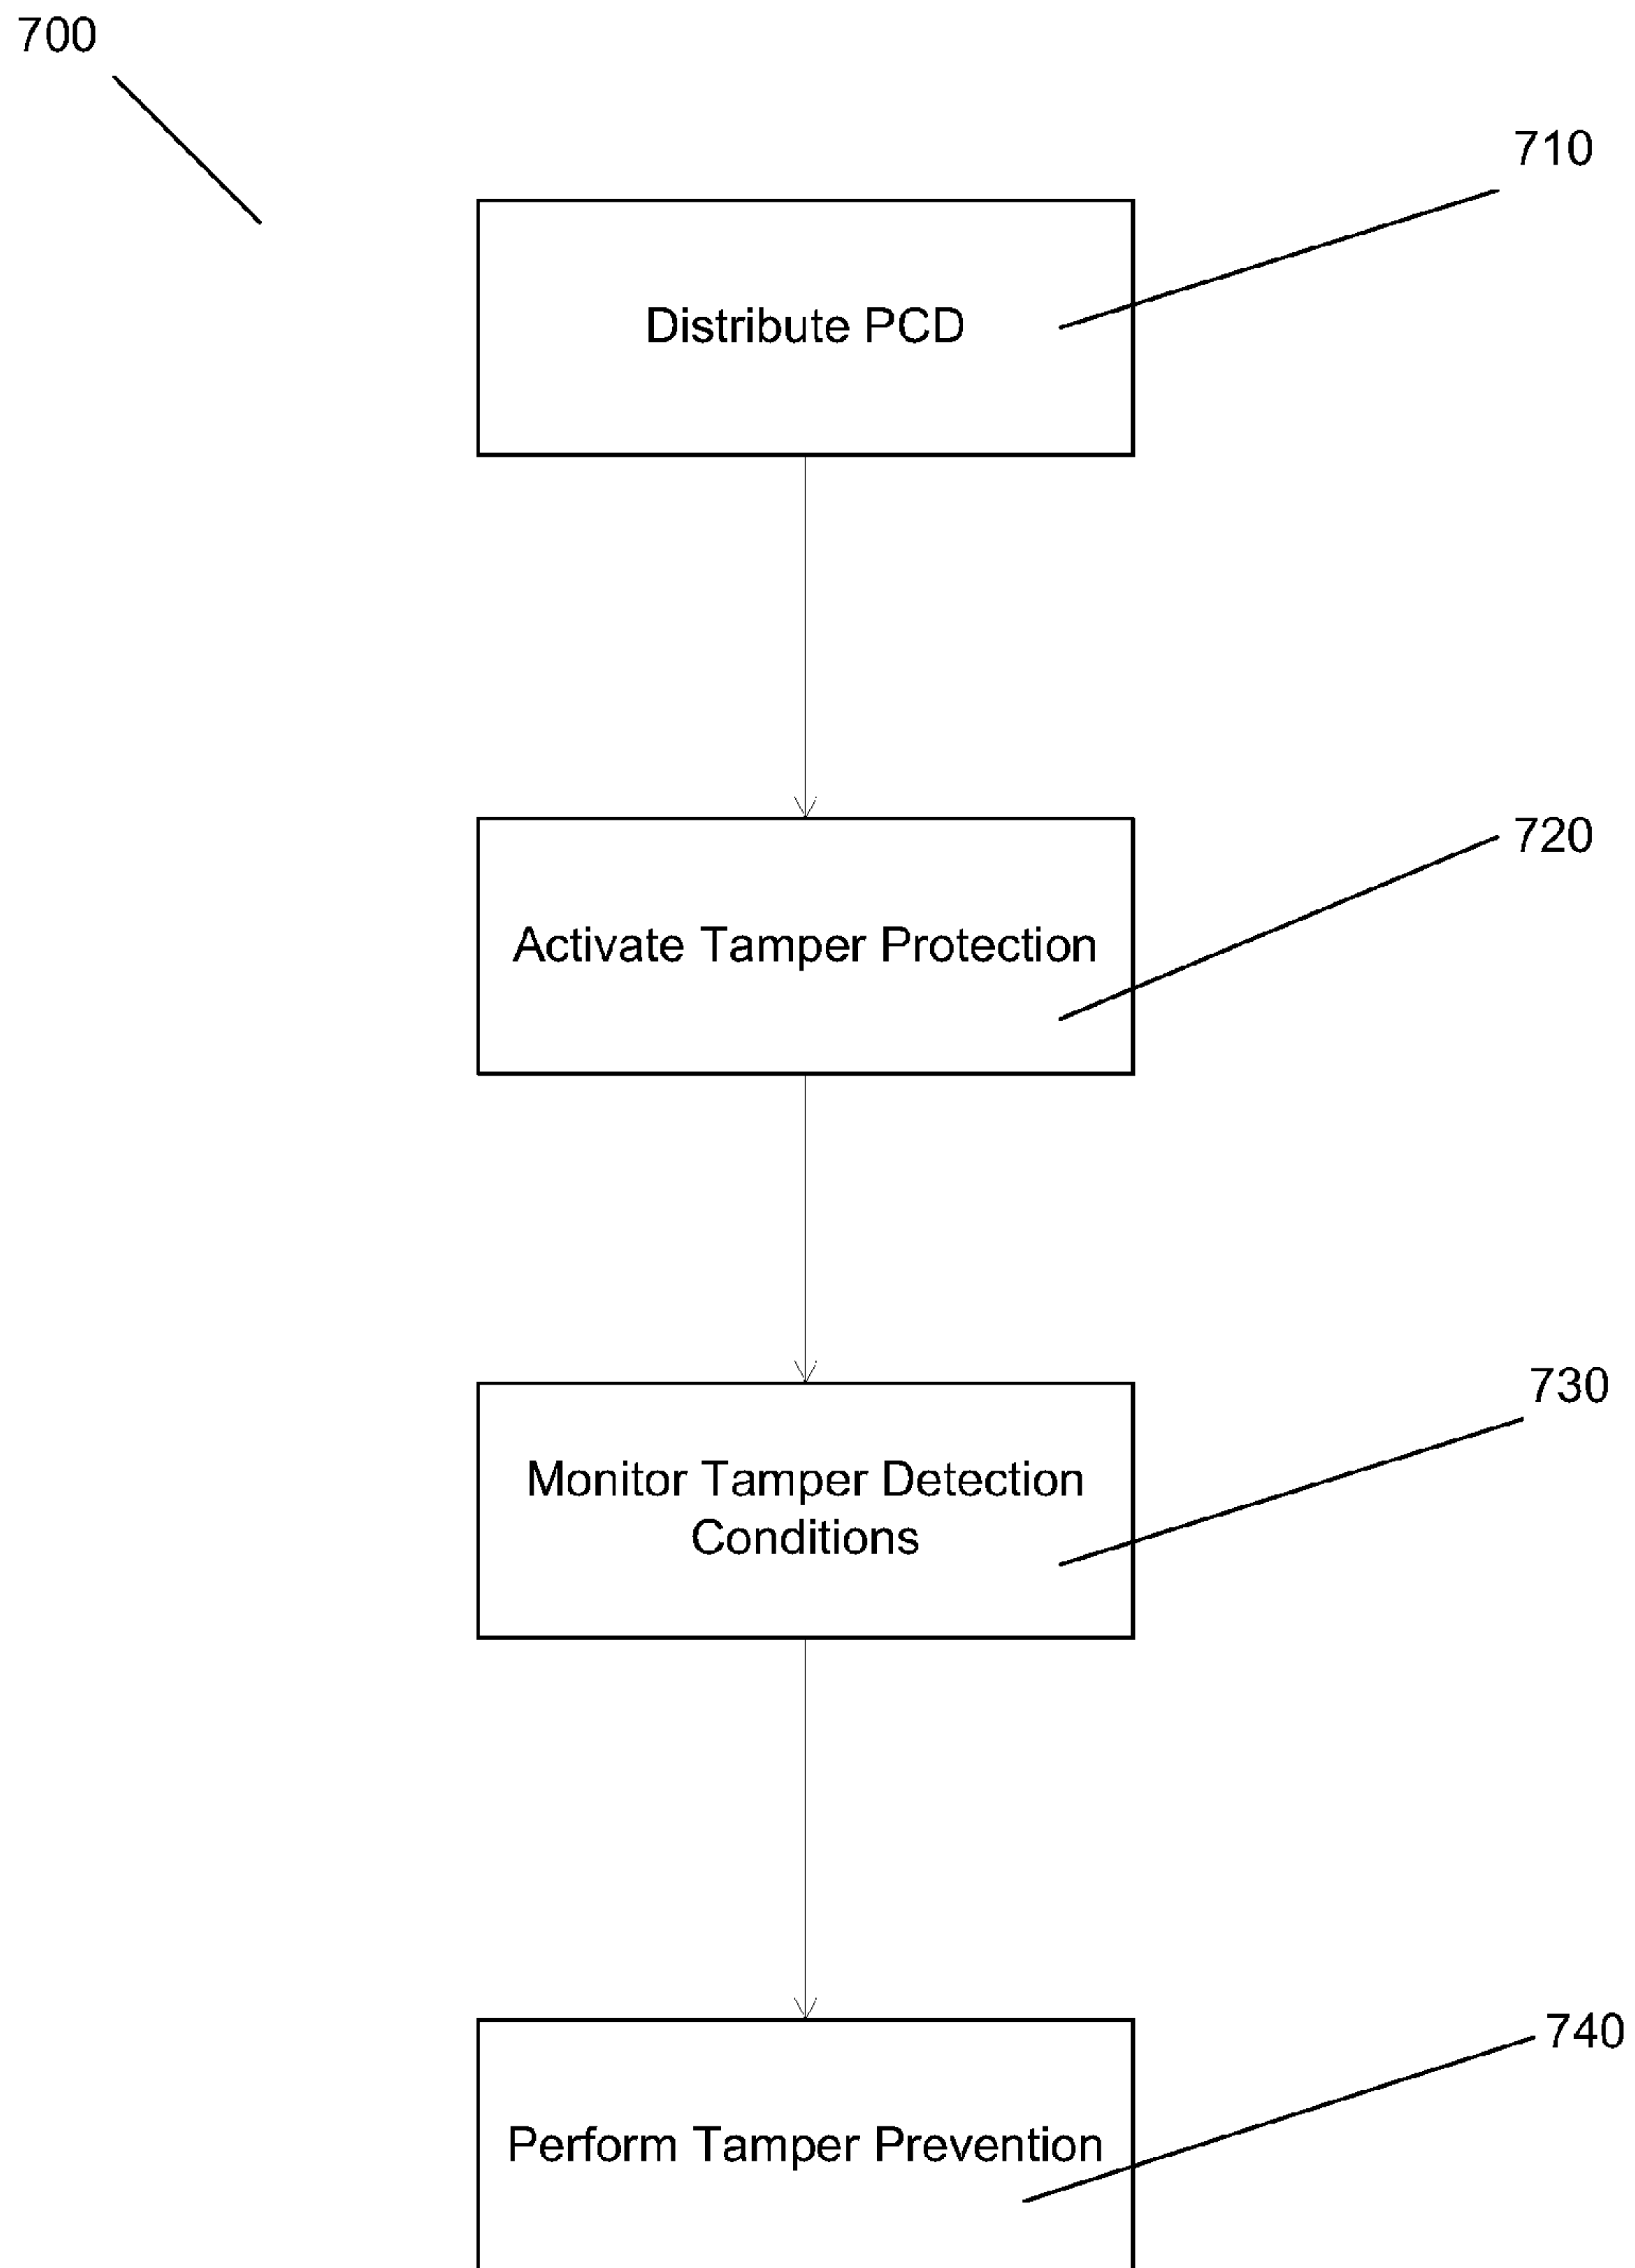 700
710
Distribute PCD
720
Activate Tamper Protection
730
Monitor Tamper Detection
Conditions
740
Perform Tamper Prevention